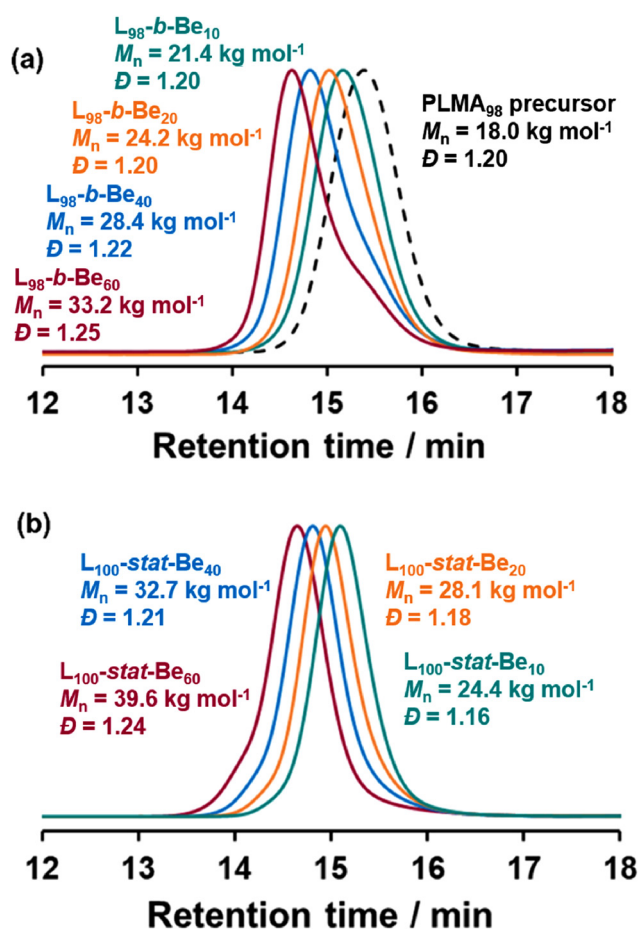 (a)
L₉₈-b-Be₁₀
Mₙ = 21.4 kg mol⁻¹
Đ = 1.20
L₉₈-b-Be₂₀
Mₙ = 24.2 kg mol⁻¹
Đ = 1.20
L₉₈-b-Be₄₀
Mₙ = 28.4 kg mol⁻¹
Đ = 1.22
L₉₈-b-Be₆₀
Mₙ = 33.2 kg mol⁻¹
Đ = 1.25
PLMA₉₈ precursor
Mₙ = 18.0 kg mol⁻¹
Đ = 1.20
12 13 14 15 16 17 18
Retention time / min
(b)
L₁₀₀-stat-Be₄₀
Mₙ = 32.7 kg mol⁻¹
Đ = 1.21
L₁₀₀-stat-Be₆₀
Mₙ = 39.6 kg mol⁻¹
Đ = 1.24
L₁₀₀-stat-Be₂₀
Mₙ = 28.1 kg mol⁻¹
Đ = 1.18
L₁₀₀-stat-Be₁₀
Mₙ = 24.4 kg mol⁻¹
Đ = 1.16
12 13 14 15 16 17 18
Retention time / min